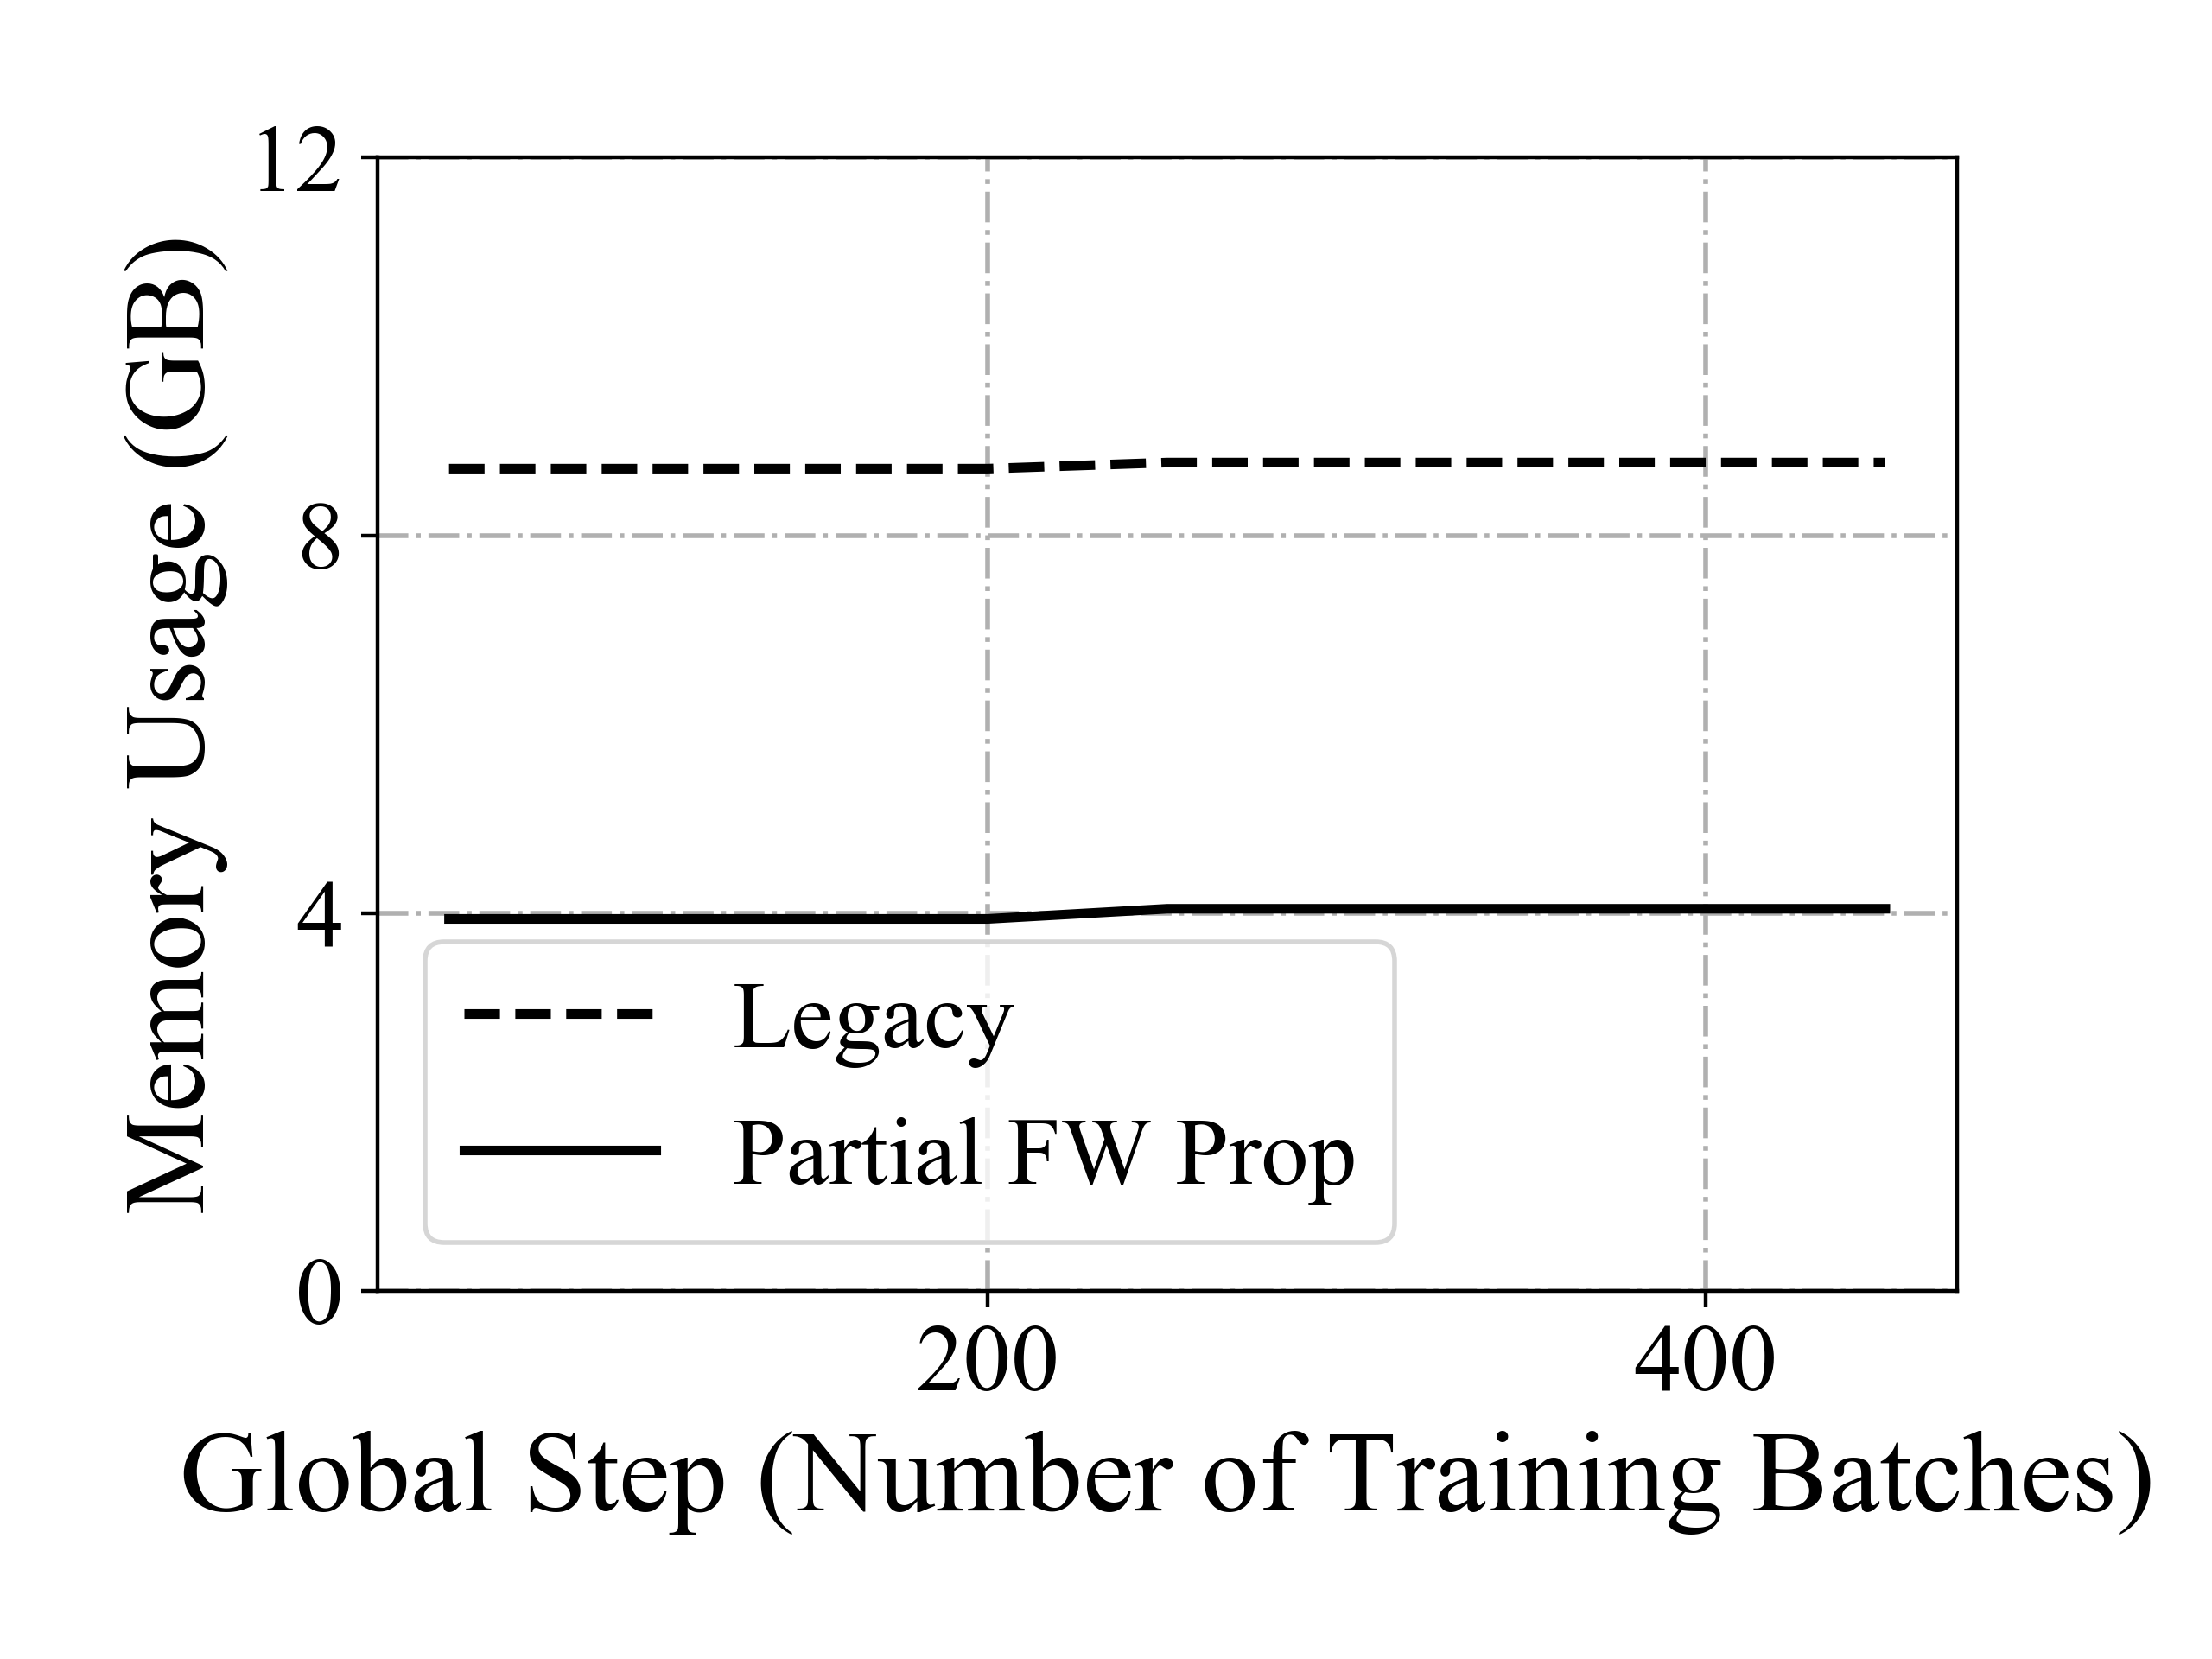 12
8
4
0
Memory Usage (GB)
Legacy
Partial FW Prop
200 400
Global Step (Number of Training Batches)